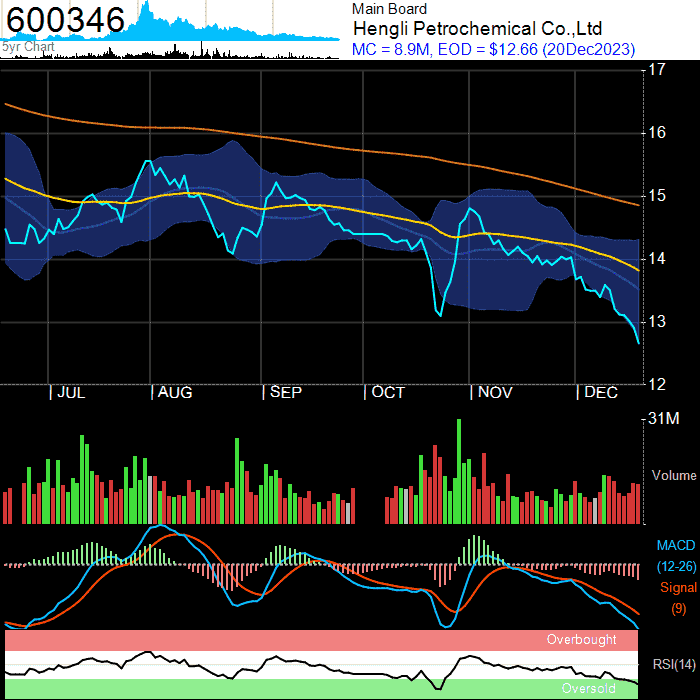 600346
5yr Chart
Main Board
Hengli Petrochemical Co.,Ltd
MC = 8.9M, EOD = $12.66 (20Dec2023)
17
16
15
14
13
12
| JUL | AUG | SEP | OCT | NOV | DEC
31M
Volume
MACD
(12-26)
Signal
(9)
Overbought
RSI(14)
Oversold